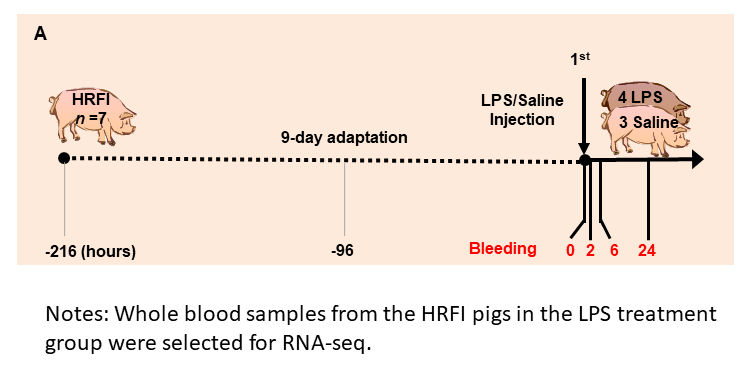 A
1st
HRFI
n =7
LPS/Saline
Injection
4 LPS
3 Saline
9-day adaptation
-216 (hours)
-96
Bleeding 0 2 6 24
Notes: Whole blood samples from the HRFI pigs in the LPS treatment
group were selected for RNA-seq.